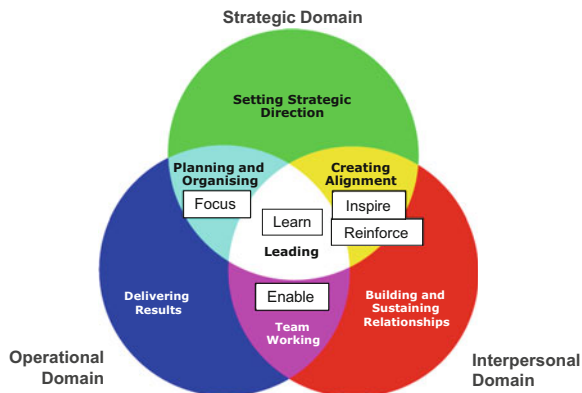 Strategic Domain
Setting Strategic
Direction
Planning and
Organising
Creating
Alignment
Focus
Inspire
Learn
Reinforce
Leading
Enable
Delivering
Results
Building and
Sustaining
Relationships
Team
Working
Operational
Domain
Interpersonal
Domain